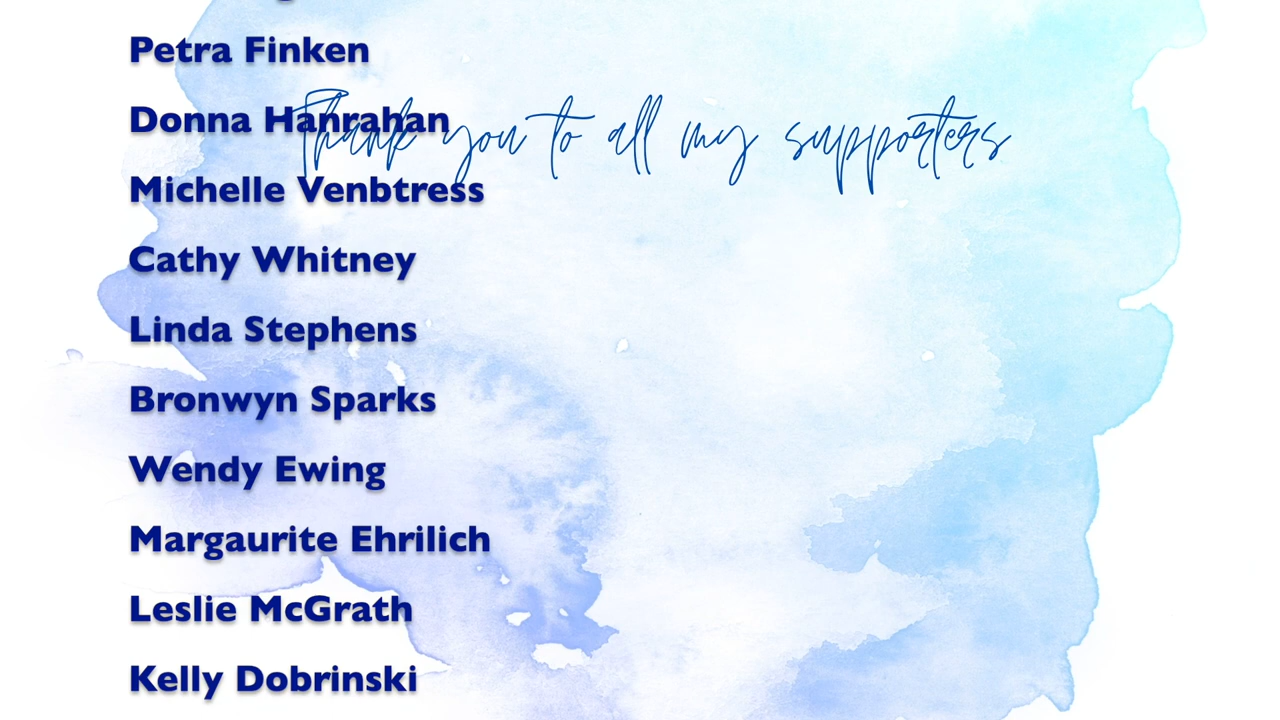 Petra Finken
Donna Hanrahan
Thank you to all my supporters
Michelle Venbtress
Cathy Whitney
Linda Stephens
Bronwyn Sparks
Wendy Ewing
Margaurite Ehrilich
Leslie McGrath
Kelly Dobrinski